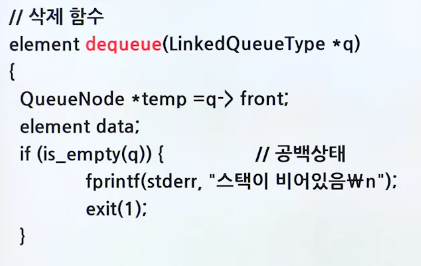 // 삭제 함수
element dequeue(LinkedQueueType *q)
{
QueueNode *temp =q-> front;
element data;
if (is_empty(q)) { // 공백상태
fprintf(stderr, "스택이 비어있음₩n");
exit(1);
}